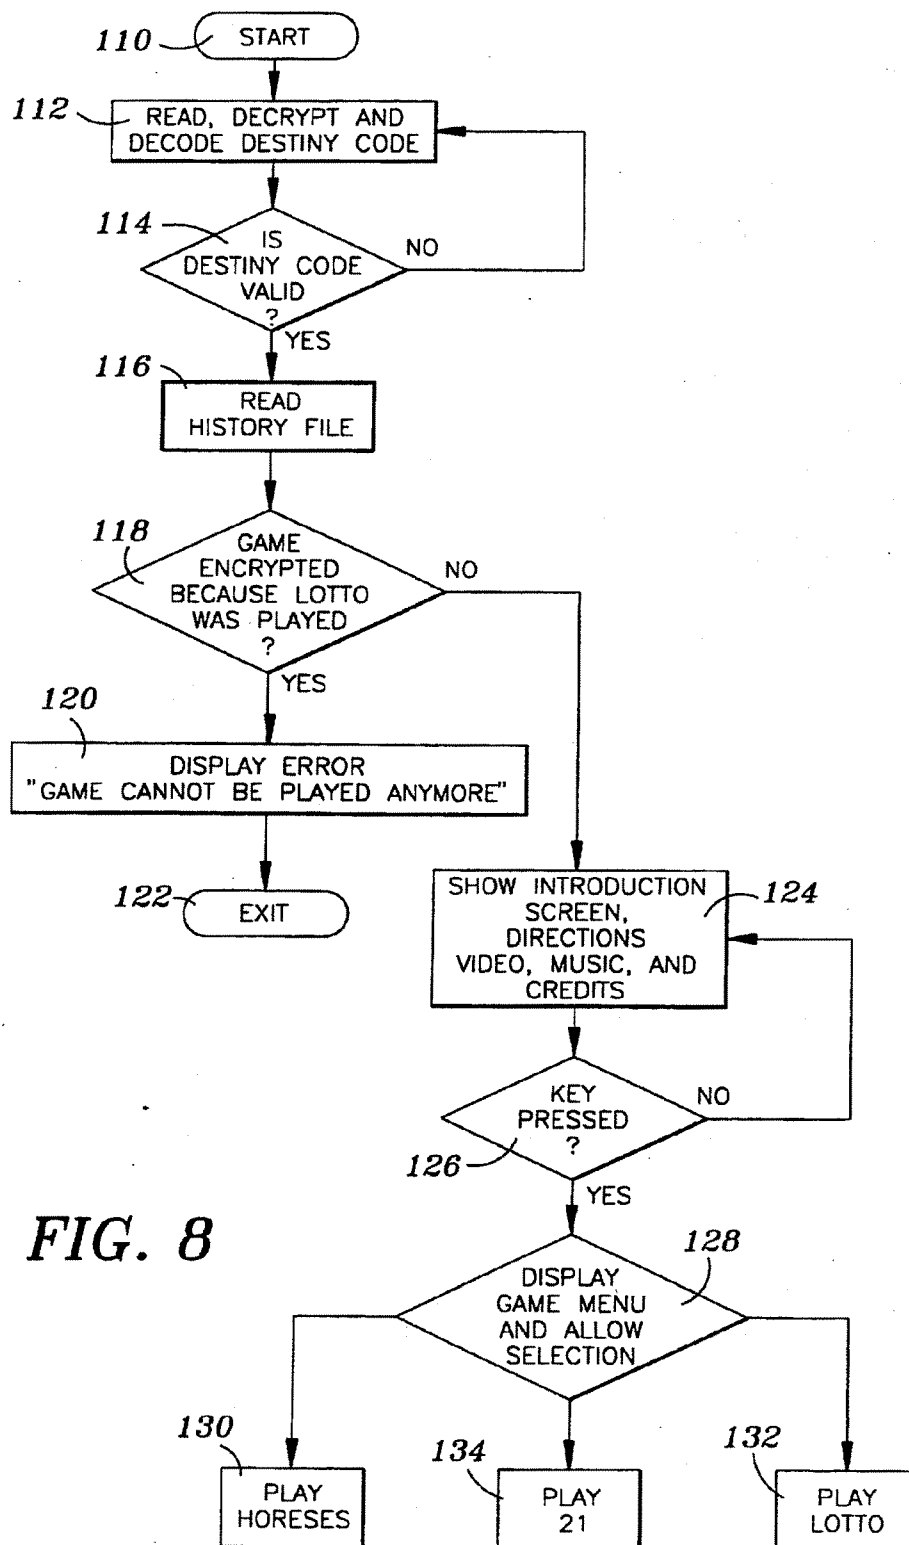 110
START
112
READ, DECRYPT AND
DECODE DESTINY CODE
114
IS
DESTINY CODE
VALID
?
NO
YES
116
READ
HISTORY FILE
118
GAME
ENCRYPTED
BECAUSE LOTTO
WAS PLAYED
?
NO
YES
120
DISPLAY ERROR
"GAME CANNOT BE PLAYED ANYMORE"
122
EXIT
SHOW INTRODUCTION
SCREEN,
DIRECTIONS
VIDEO, MUSIC, AND
CREDITS
124
KEY
PRESSED
?
NO
126
YES
FIG. 8
128
DISPLAY
GAME MENU
AND ALLOW
SELECTION
130
PLAY
HORESES
134
PLAY
21
132
PLAY
LOTTO